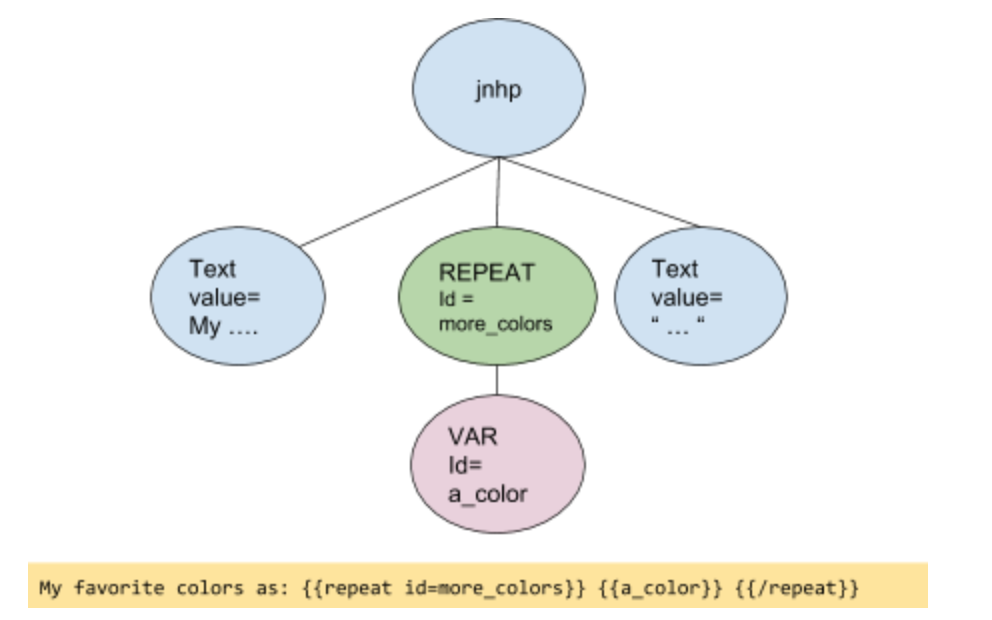 jnhp
Text
value=
My ....
REPEAT
Id =
more_colors
Text
value=
“ ... “
VAR
Id=
a_color
My favorite colors as: {{repeat id=more_colors}} {{a_color}} {{/repeat}}